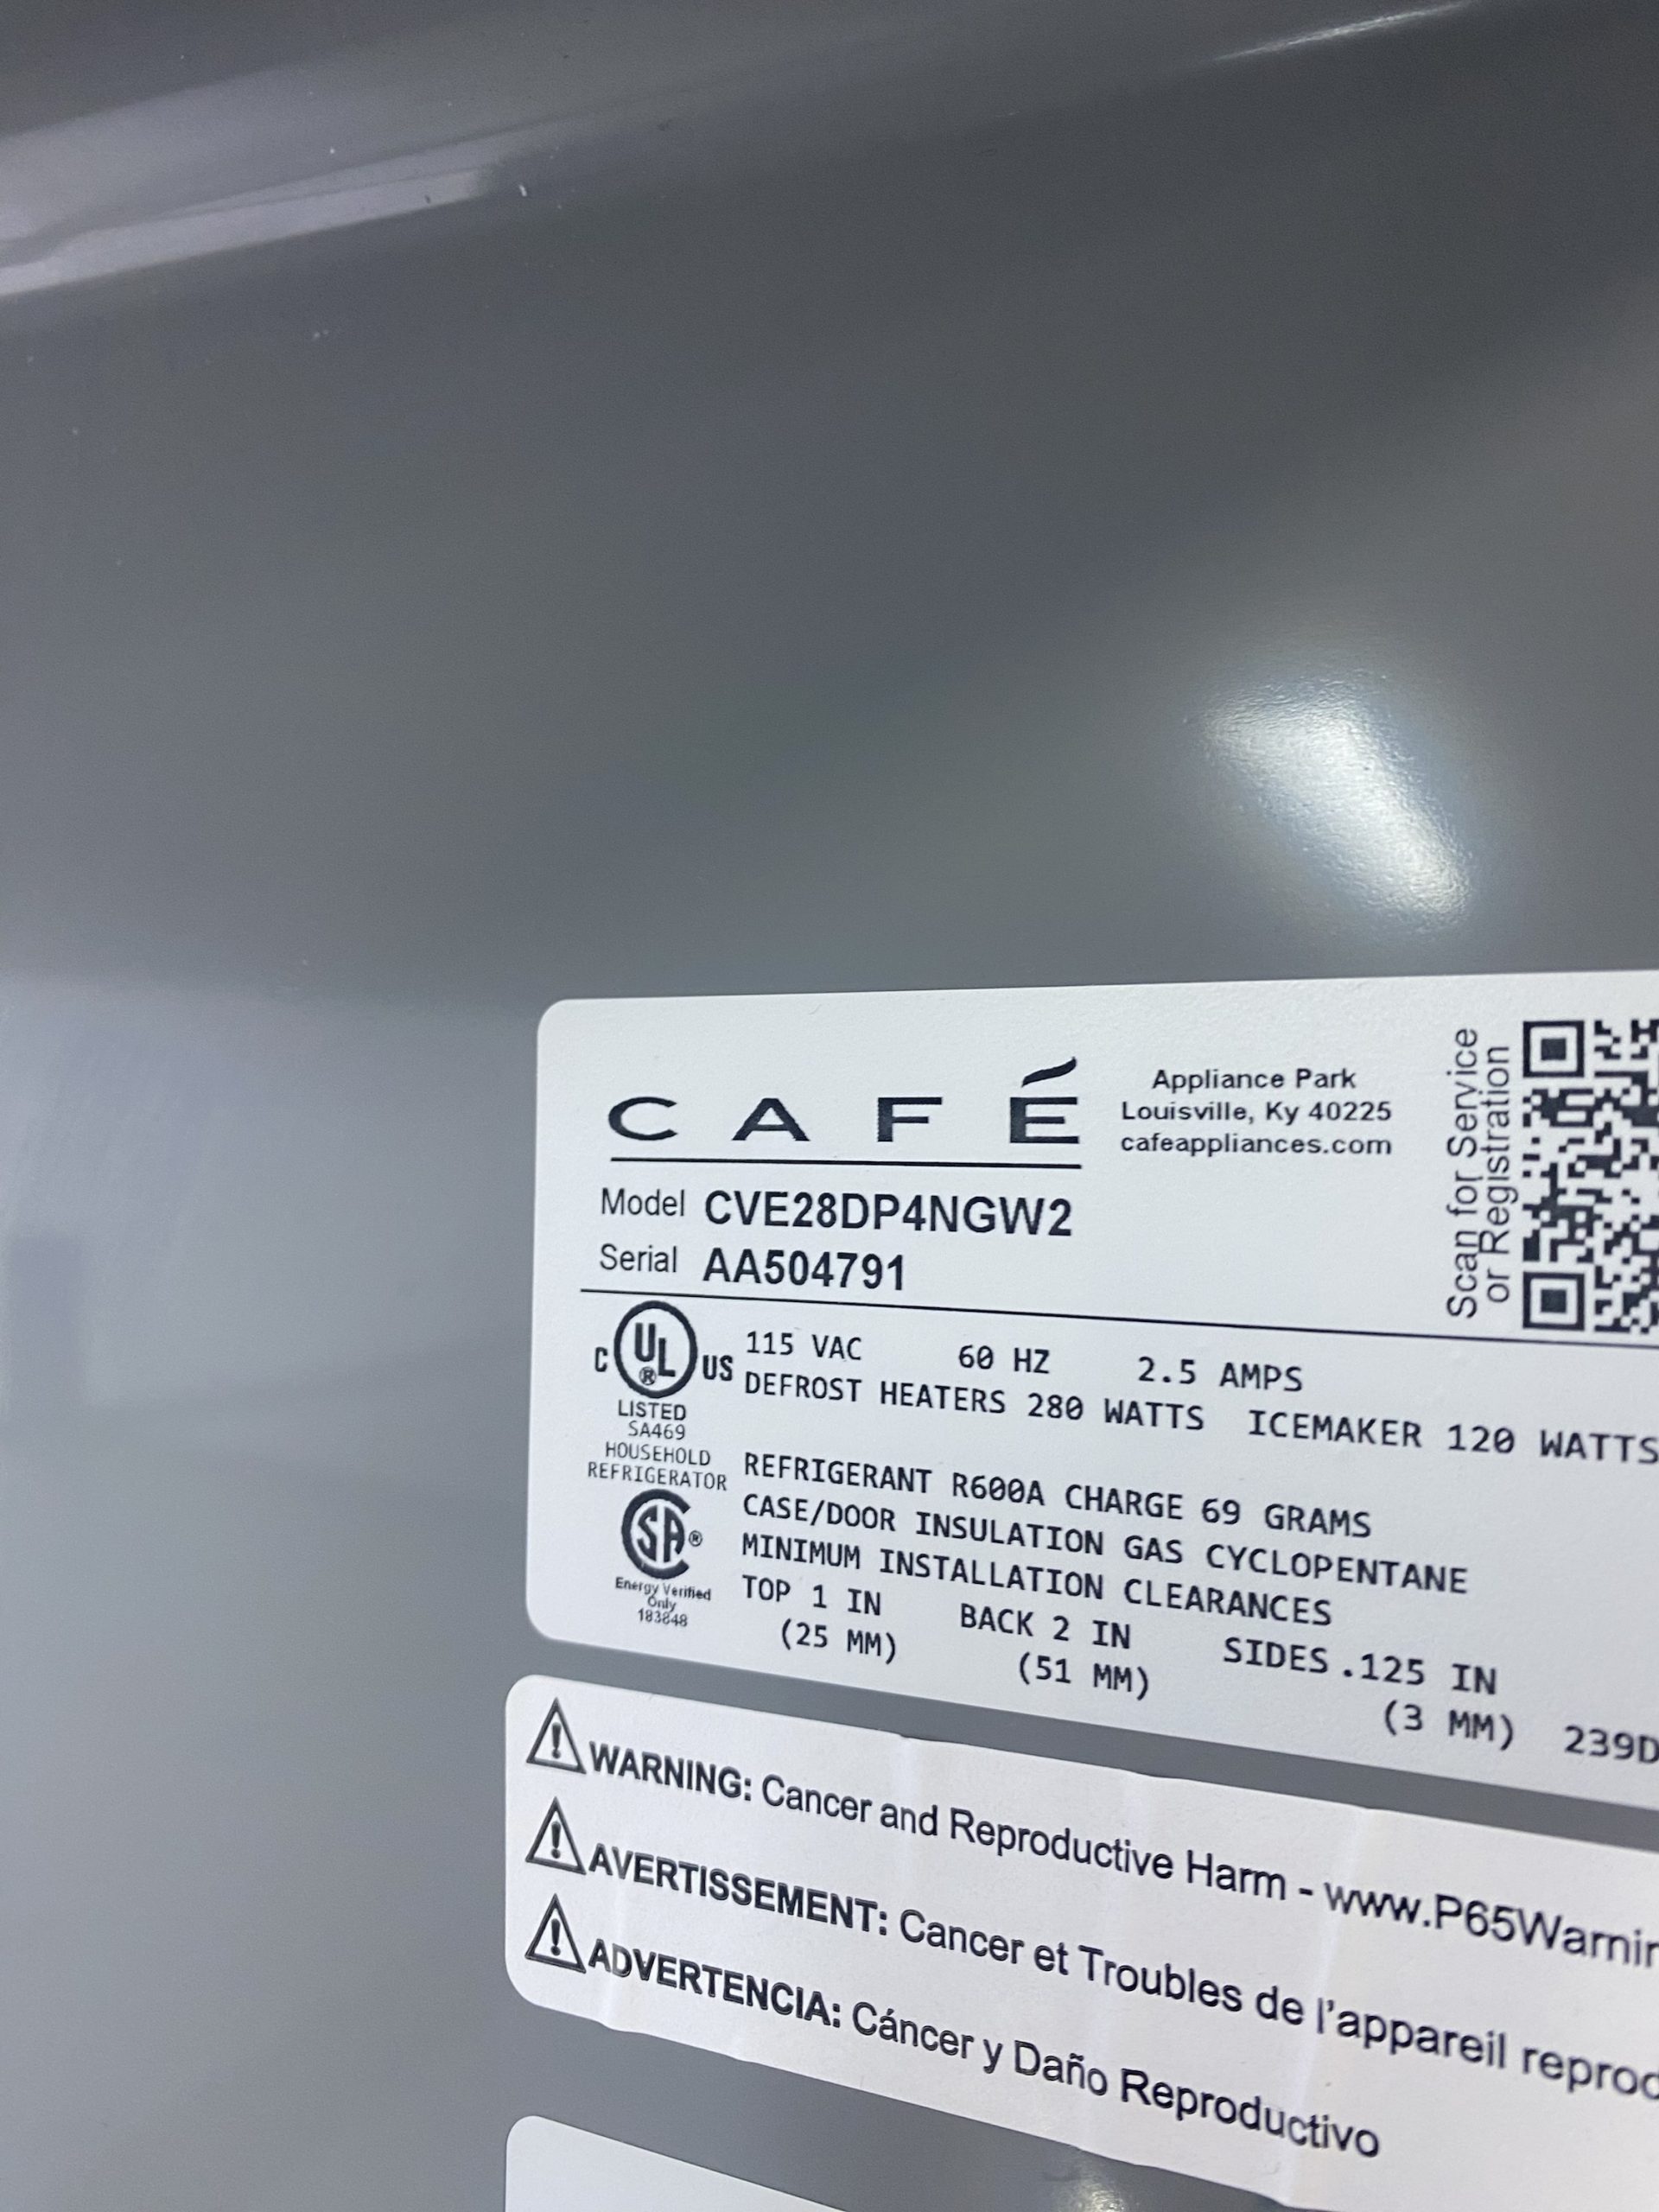 CAFÉ
Appliance Park
Louisville, Ky 40225
cafeappliances.com
Scan for Service
or Registration
Model CVE28DP4NGW2
Serial AA504791
C UL® US
LISTED
SA469
HOUSEHOLD
REFRIGERATOR
SA®
Energy Verified
Only
183848
115 VAC 60 HZ 2.5 AMPS
DEFROST HEATERS 280 WATTS ICEMAKER 120 WATTS
REFRIGERANT R600A CHARGE 69 GRAMS
CASE/DOOR INSULATION GAS CYCLOPENTANE
MINIMUM INSTALLATION CLEARANCES
TOP 1 IN BACK 2 IN SIDES .125 IN
(25 MM) (51 MM) (3 MM) 239D
WARNING: Cancer and Reproductive Harm - www.P65Warnin
AVERTISSEMENT: Cancer et Troubles de l'appareil reprod
ADVERTENCIA: Cáncer y Daño Reproductivo